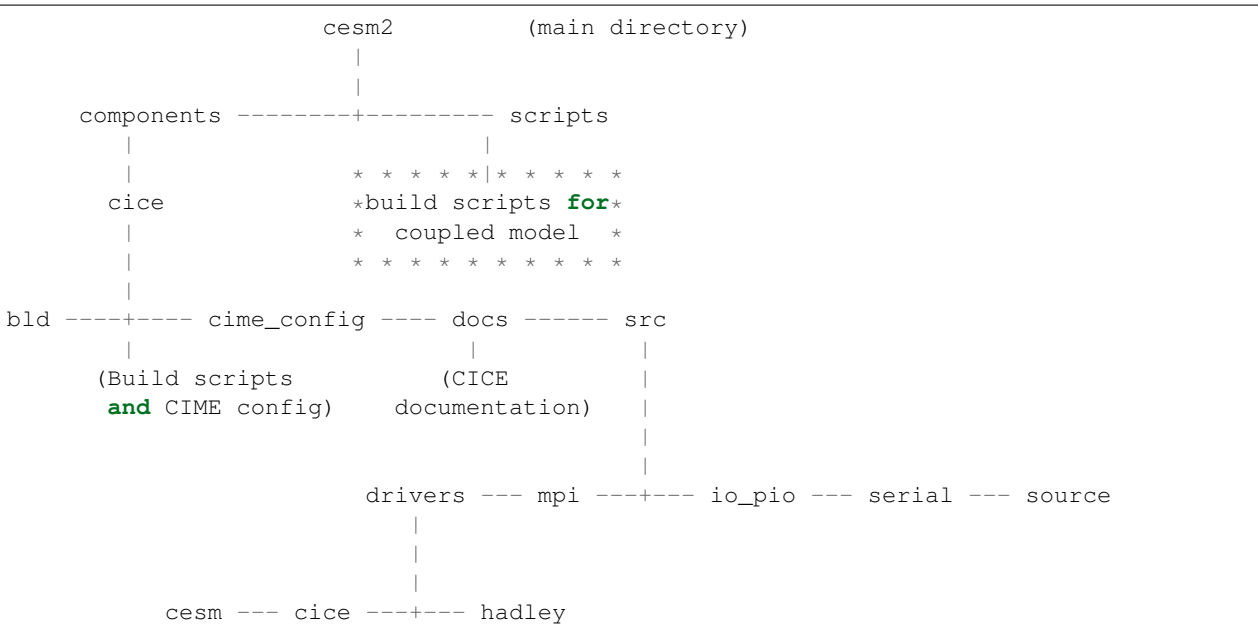 cesm2 (main directory)
|
|
components --------+--------- scripts
| |
| * * * * *|* * * * *
cice *build scripts for*
| * coupled model *
| * * * * * * * * * *
|
bld ----+---- cime_config ---- docs ------ src
| | |
(Build scripts (CICE |
and CIME config) documentation) |
|
|
drivers --- mpi ---+--- io_pio --- serial --- source
|
|
|
cesm --- cice ---+--- hadley